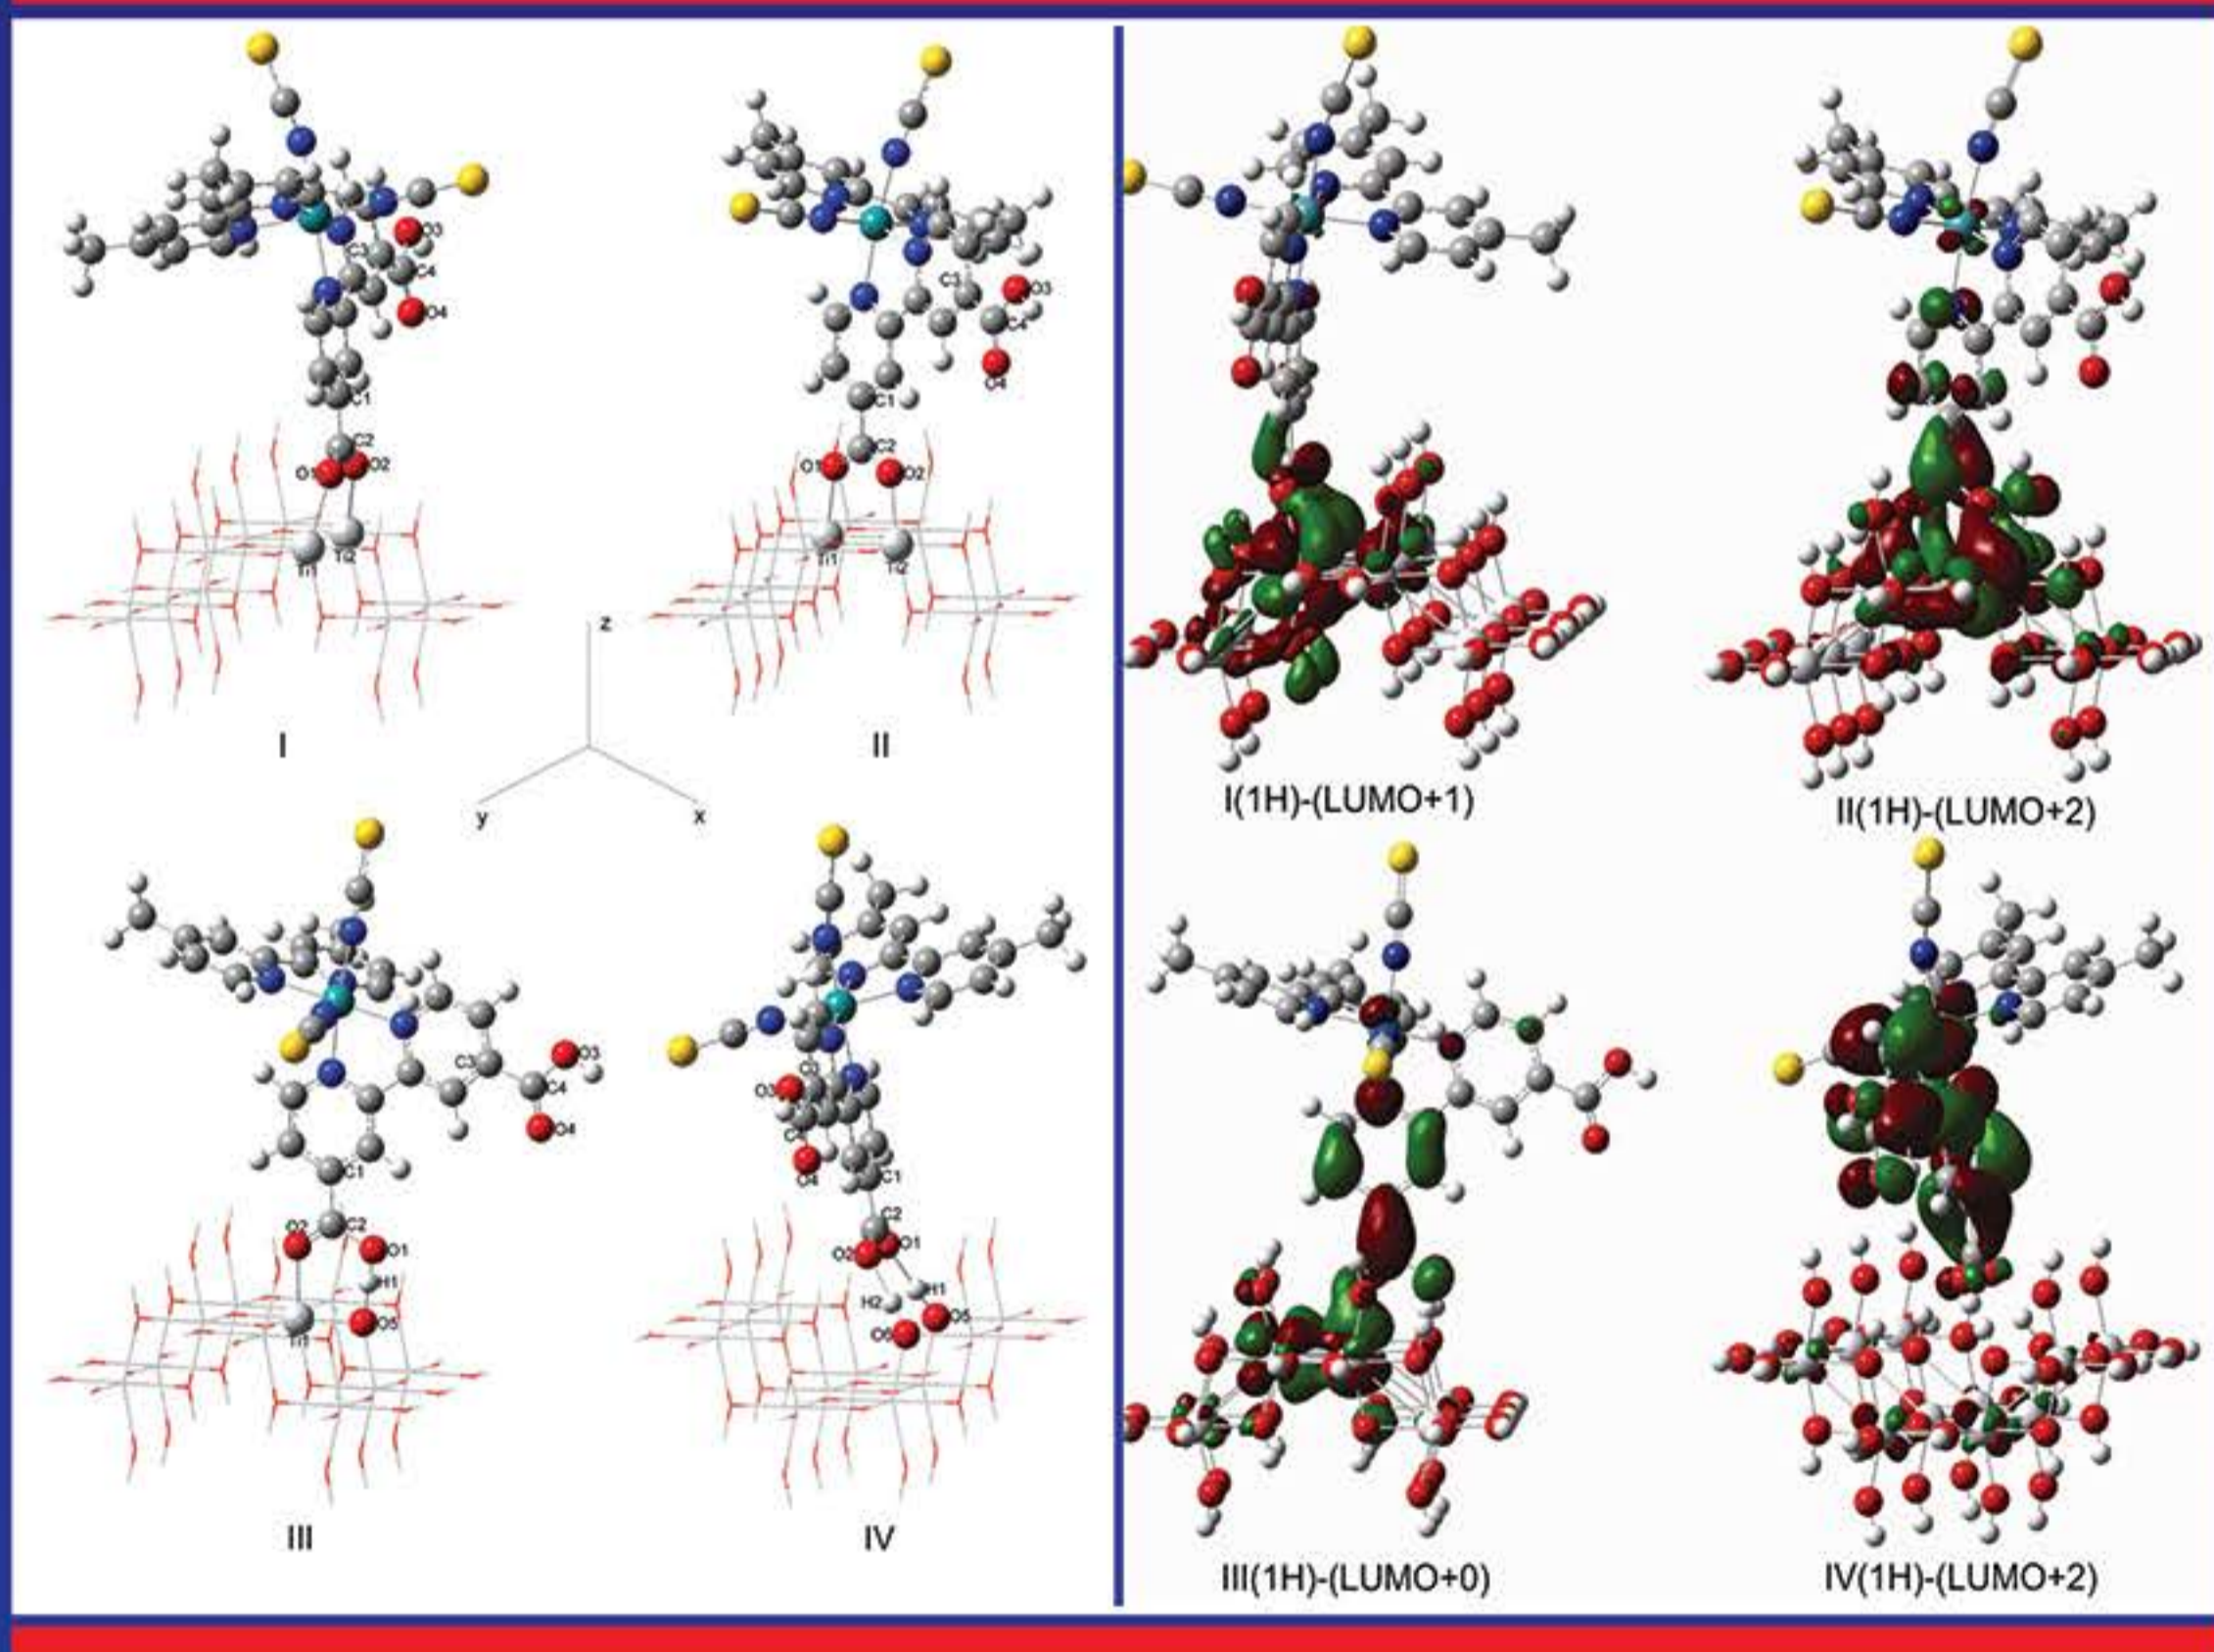 O3
C3
C4
O4
C1
C2
O1
O2
Ti1
Ti2
I
C3
O3
C4
O4
C1
C2
O1
O2
Ti1
Ti2
II
z
y
x
C3
O3
C4
O4
C1
O2
C2
O1
H1
Ti1
O5
III
C3
O3
O4
C1
C2
O2
O1
H1
H2
O5
O6
IV
I(1H)-(LUMO+1)
II(1H)-(LUMO+2)
III(1H)-(LUMO+0)
IV(1H)-(LUMO+2)